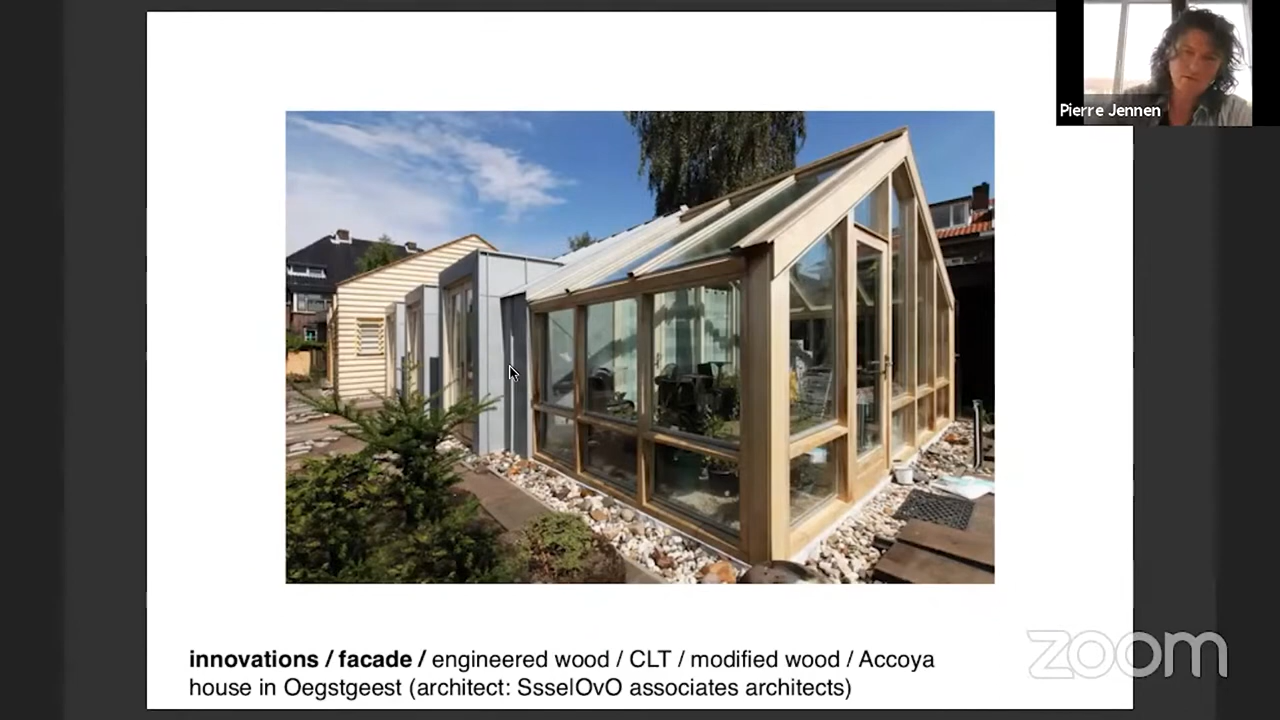 Pierre Jennen
zoom
innovations / facade / engineered wood / CLT / modified wood / Accoya
house in Oegstgeest (architect: SsselOvO associates architects)